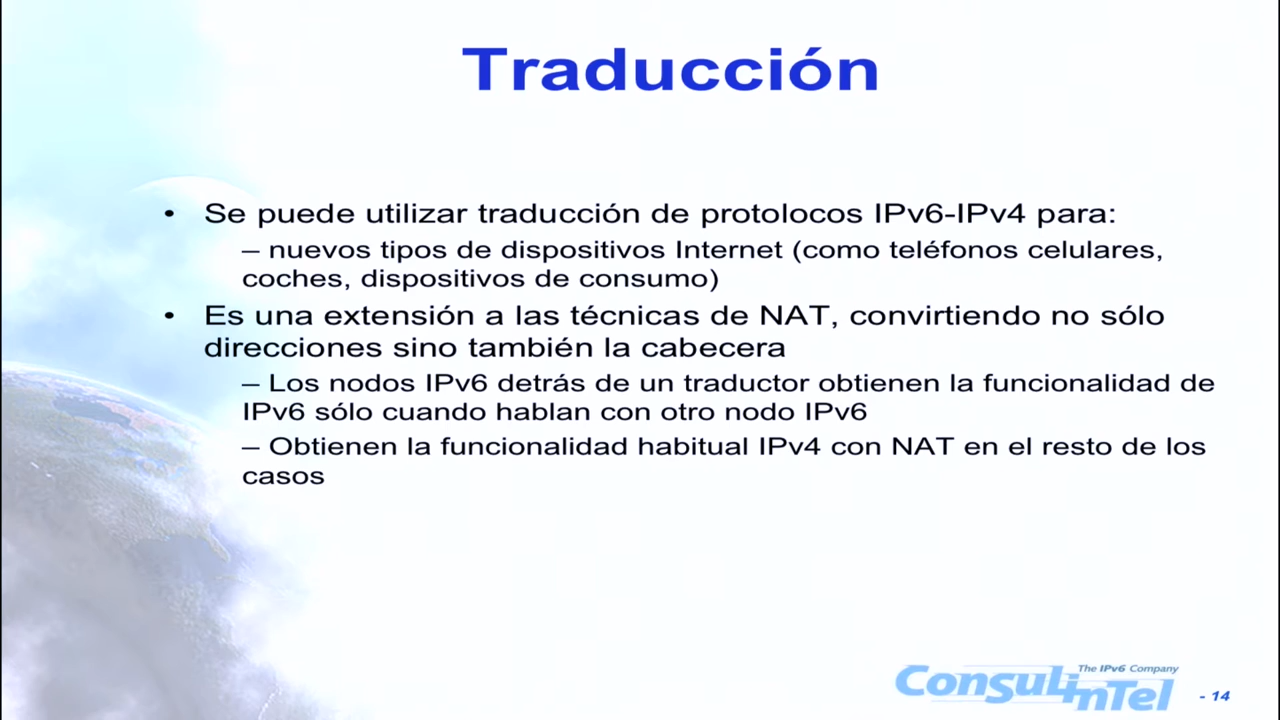 Traducción
• Se puede utilizar traducción de protolocos IPv6-IPv4 para:
– nuevos tipos de dispositivos Internet (como teléfonos celulares,
coches, dispositivos de consumo)
• Es una extensión a las técnicas de NAT, convirtiendo no sólo
direcciones sino también la cabecera
– Los nodos IPv6 detrás de un traductor obtienen la funcionalidad de
IPv6 sólo cuando hablan con otro nodo IPv6
– Obtienen la funcionalidad habitual IPv4 con NAT en el resto de los
casos
The IPv6 Company
ConsulinTel
- 14